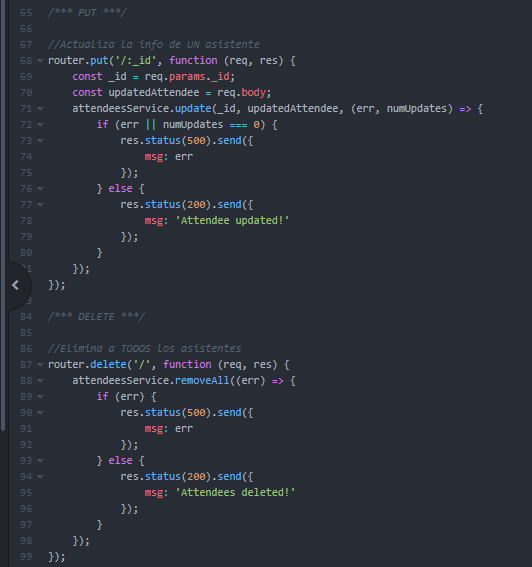 65 /*** PUT ***/
66
67 //Actualiza la info de UN asistente
68 router.put('/:_id', function (req, res) {
69     const _id = req.params._id;
70     const updatedAttendee = req.body;
71     attendeesService.update(_id, updatedAttendee, (err, numUpdates) => {
72         if (err || numUpdates === 0) {
73             res.status(500).send({
74                 msg: err
75             });
76         } else {
77             res.status(200).send({
78                 msg: 'Attendee updated!'
79             });
80         }
81     });
});
3
84 /*** DELETE ***/
85
86 //Elimina a TODOS los asistentes
87 router.delete('/', function (req, res) {
88     attendeesService.removeAll((err) => {
89         if (err) {
90             res.status(500).send({
91                 msg: err
92             });
93         } else {
94             res.status(200).send({
95                 msg: 'Attendees deleted!'
96             });
97         }
98     });
99 });